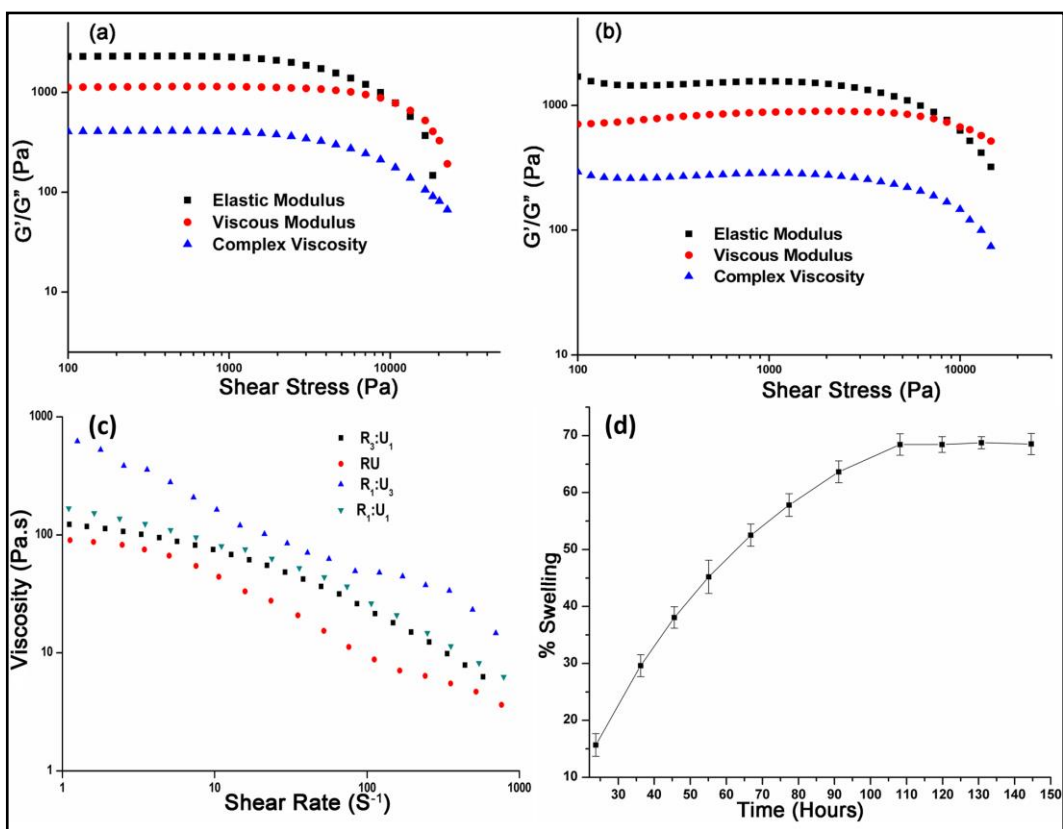 (a)
G'/G" (Pa)
1000
100
10
Elastic Modulus
Viscous Modulus
Complex Viscosity
100 1000 10000
Shear Stress (Pa)
(b)
G'/G" (Pa)
1000
100
10
Elastic Modulus
Viscous Modulus
Complex Viscosity
100 1000 10000
Shear Stress (Pa)
(c)
Viscosity (Pa.s)
1000
100
10
1
R₃:U₁
RU
R₁:U₃
R₁:U₁
1 10 100 1000
Shear Rate (S⁻¹)
(d)
% Swelling
70
60
50
40
30
20
10
30 40 50 60 70 80 90 100 110 120 130 140 150
Time (Hours)